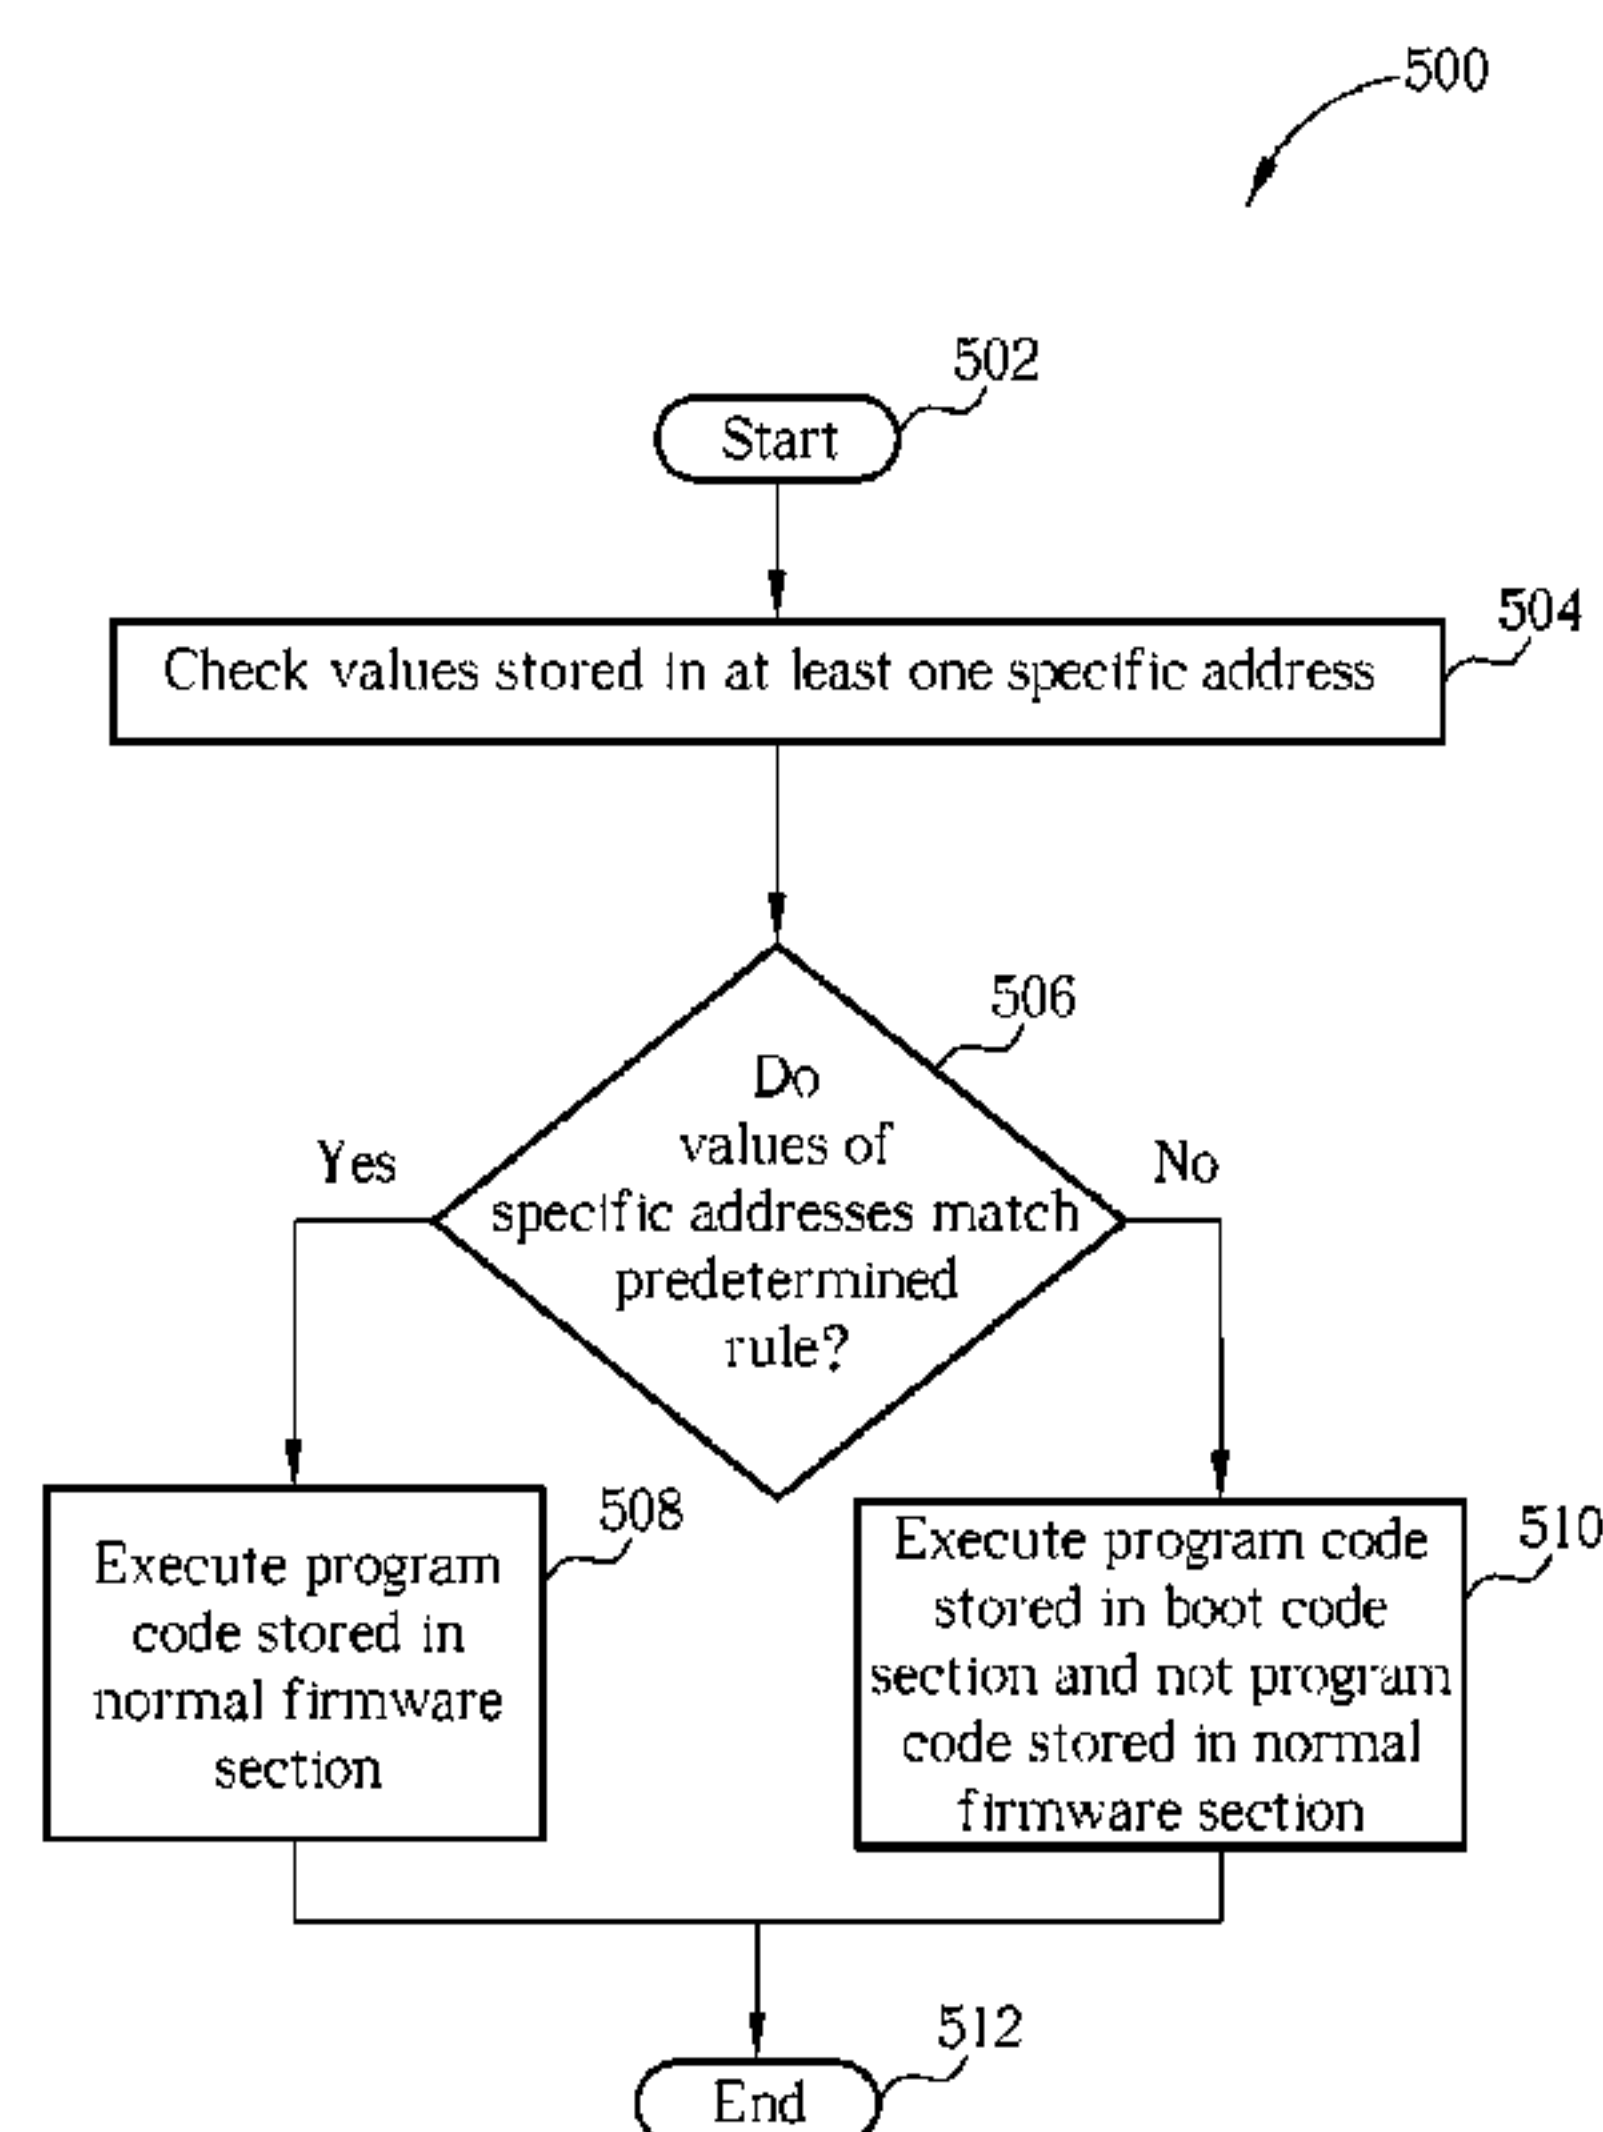 500
502
Start
504
Check values stored in at least one specific address
506
Do
values of
specific addresses match
predetermined
rule?
Yes
No
508
Execute program
code stored in
normal firmware
section
510
Execute program code
stored in boot code
section and not program
code stored in normal
firmware section
512
End